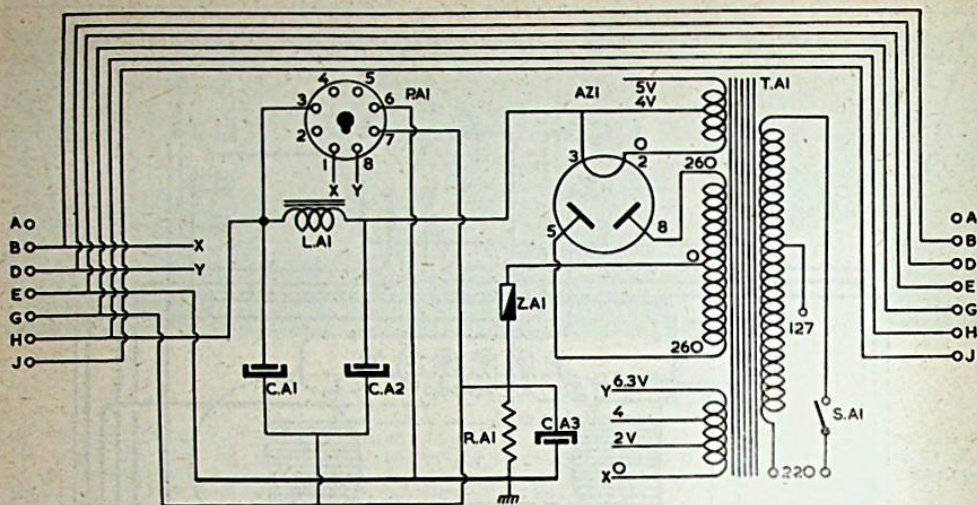 4 5
P.A1
3 6
2 7
1 8
X Y
L.A1
AZ1
5V
4V
T.A1
3 2
260
5 8
O
Z.A1
260
127
C.A1
C.A2
Y 6.3V
4
2V
X O
R.A1
C.A3
S.A1
220
A
B X
D Y
E
G
H
J
A
B
D
E
G
H
J